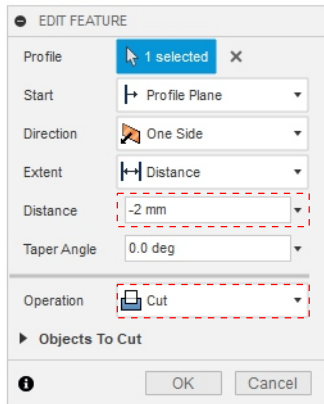 EDIT FEATURE
Profile 1 selected
Start Profile Plane
Direction One Side
Extent Distance
Distance -2 mm
Taper Angle 0.0 deg
Operation Cut
Objects To Cut
OK Cancel